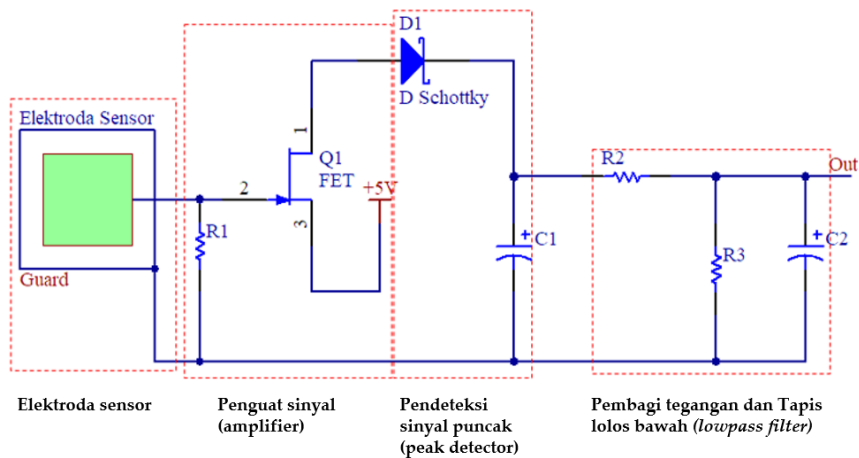 D1
D Schottky
Elektroda Sensor
Guard
1
Q1
FET
2
3
R1
+5V
+
C1
R2
Out
R3
+
C2
Elektroda sensor
Penguat sinyal
(amplifier)
Pendeteksi
sinyal puncak
(peak detector)
Pembagi tegangan dan Tapis
lolos bawah (lowpass filter)